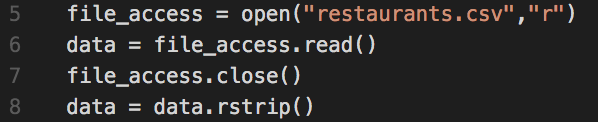 5 file_access = open("restaurants.csv","r")
6 data = file_access.read()
7 file_access.close()
8 data = data.rstrip()